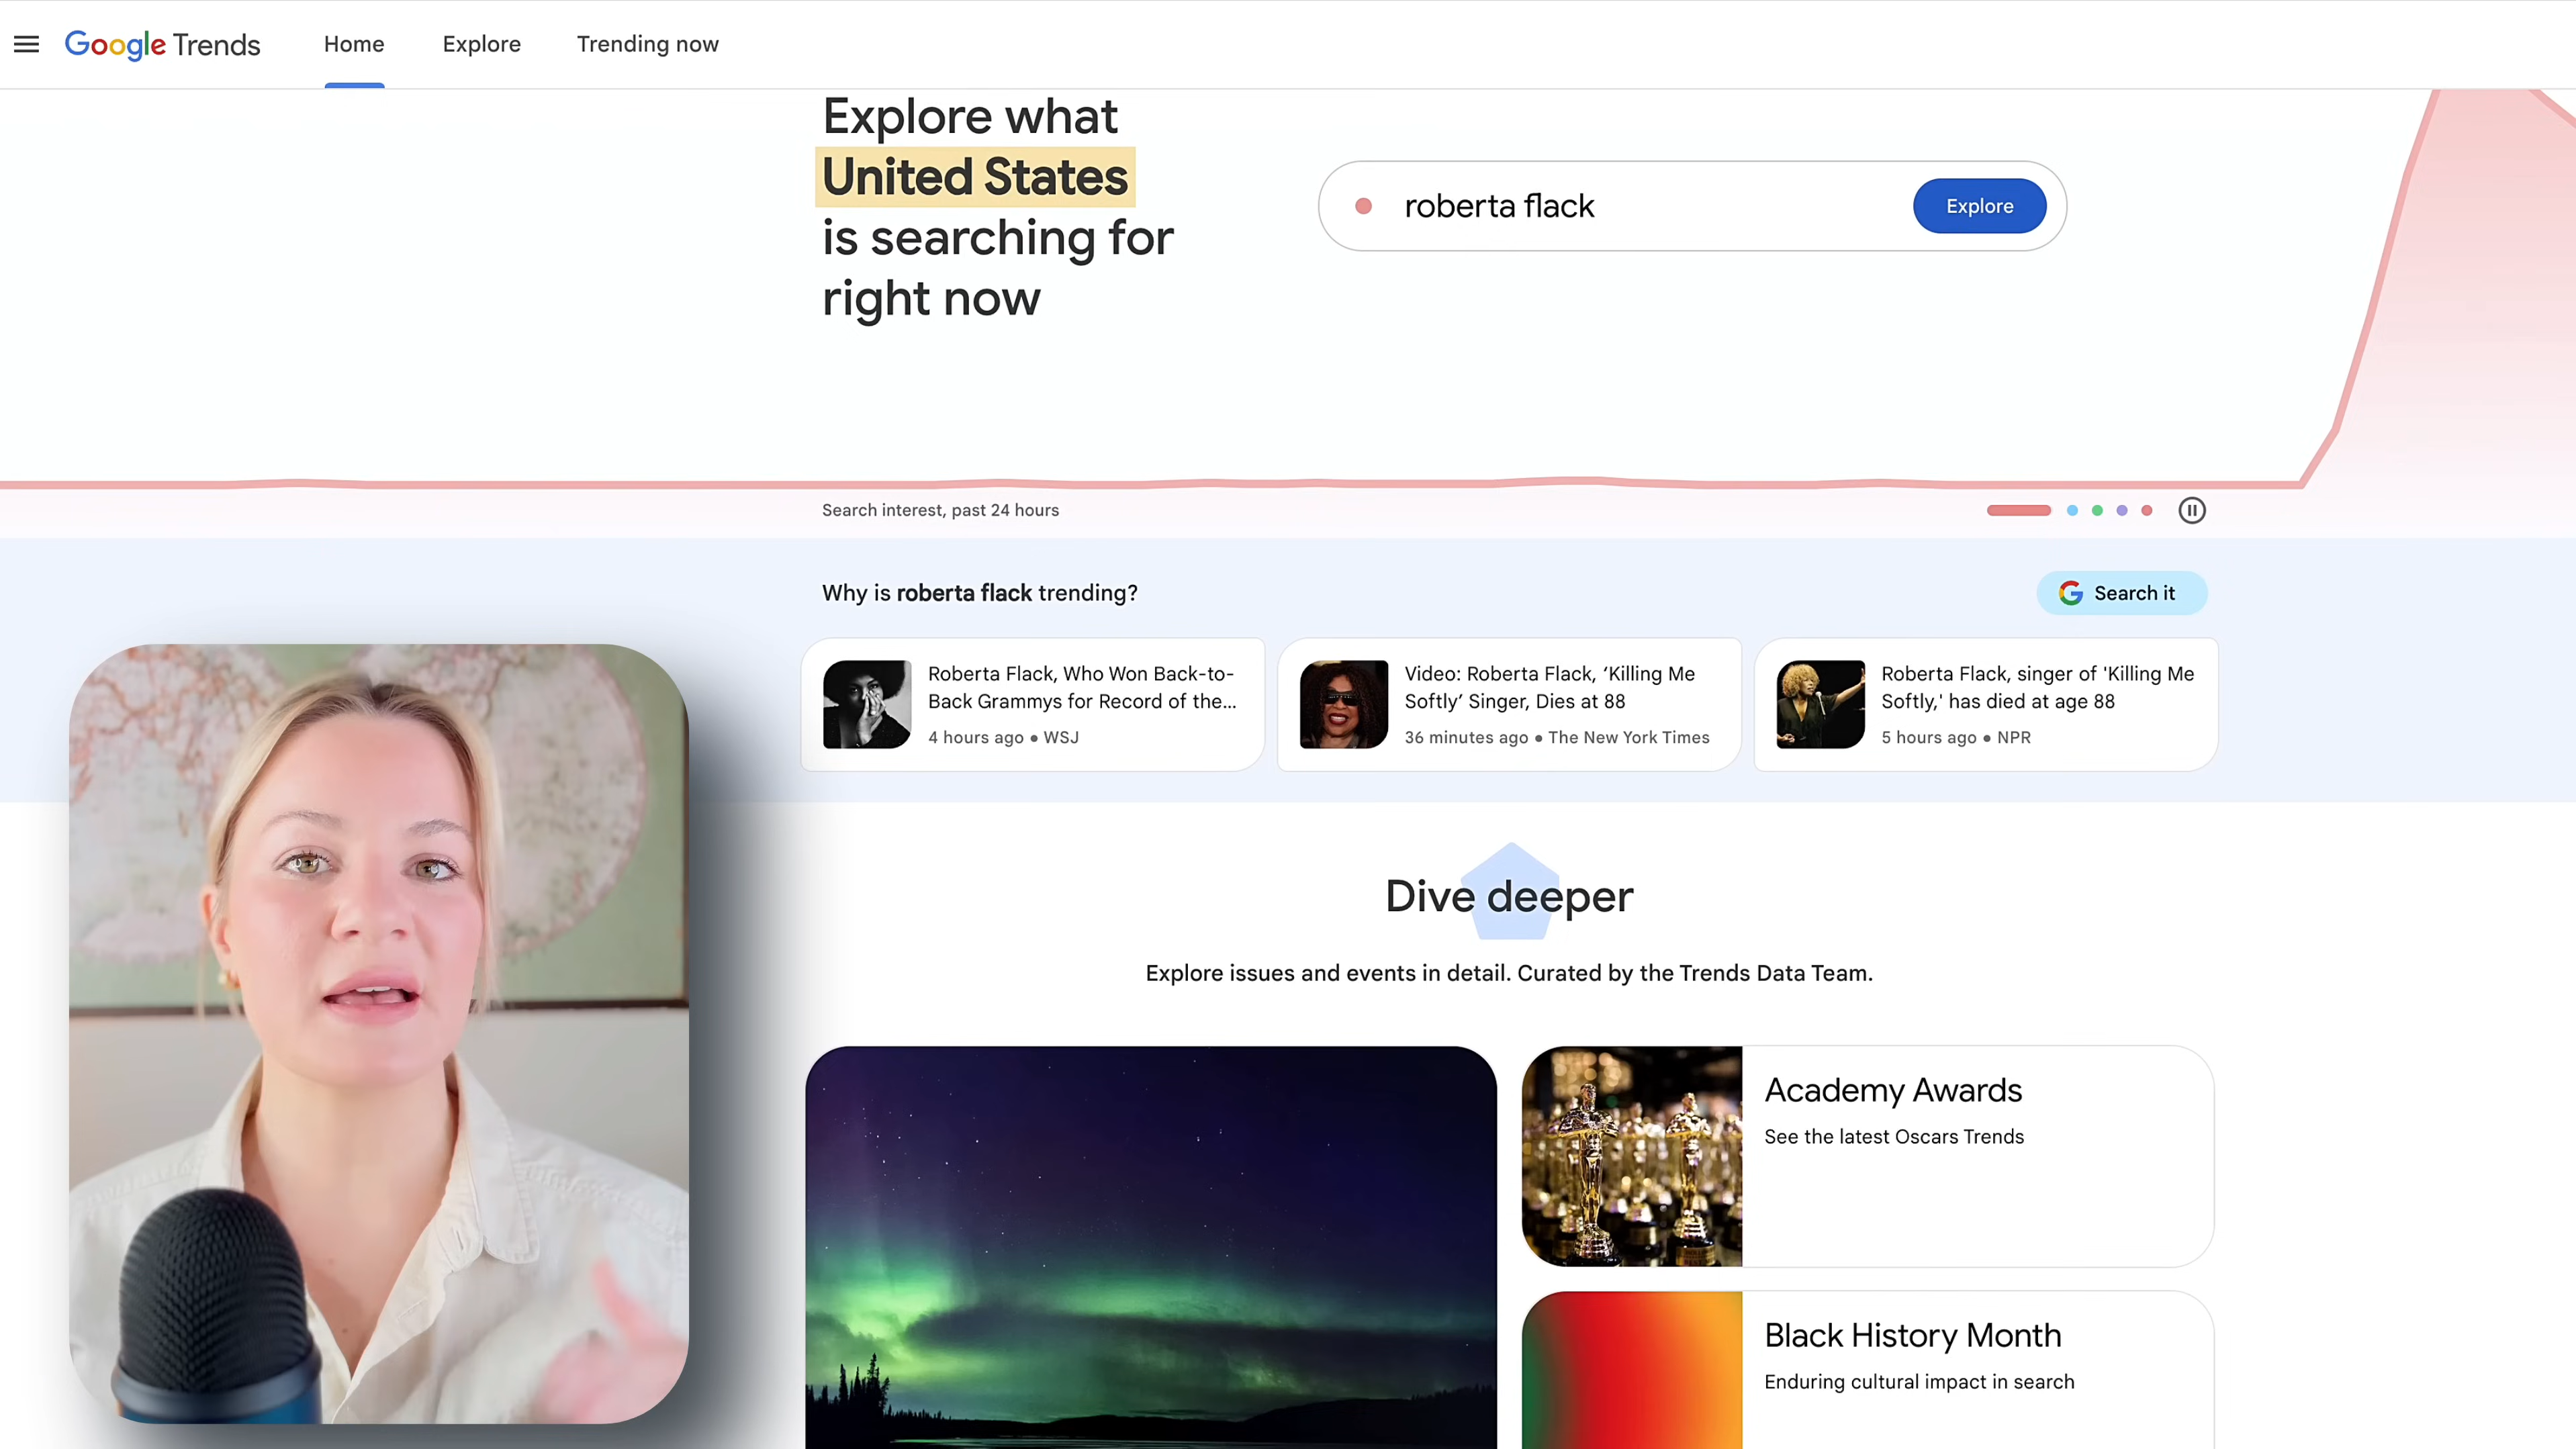 Google Trends
Home
Explore
Trending now
Explore what
United States
is searching for
right now
roberta flack
Explore
Search interest, past 24 hours
Why is roberta flack trending?
Search it
Roberta Flack, Who Won Back-to-
Back Grammys for Record of the...
4 hours ago • WSJ
Video: Roberta Flack, ‘Killing Me
Softly’ Singer, Dies at 88
36 minutes ago • The New York Times
Roberta Flack, singer of 'Killing Me
Softly,' has died at age 88
5 hours ago • NPR
Dive deeper
Explore issues and events in detail. Curated by the Trends Data Team.
Academy Awards
See the latest Oscars Trends
Black History Month
Enduring cultural impact in search